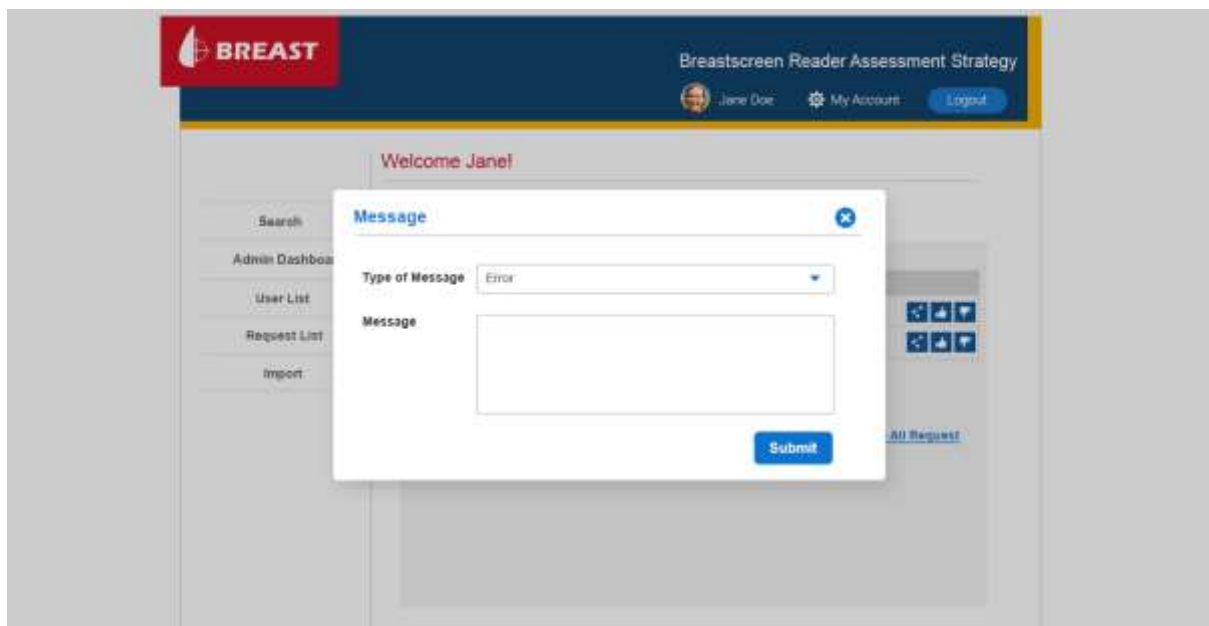 BREAST
Breastscreen Reader Assessment Strategy
Jane Doe
My Account
Logout
Welcome Jane!
Search
Admin Dashboa
User List
Request List
Import
Message
Type of Message
Error
Message
Submit
All Request